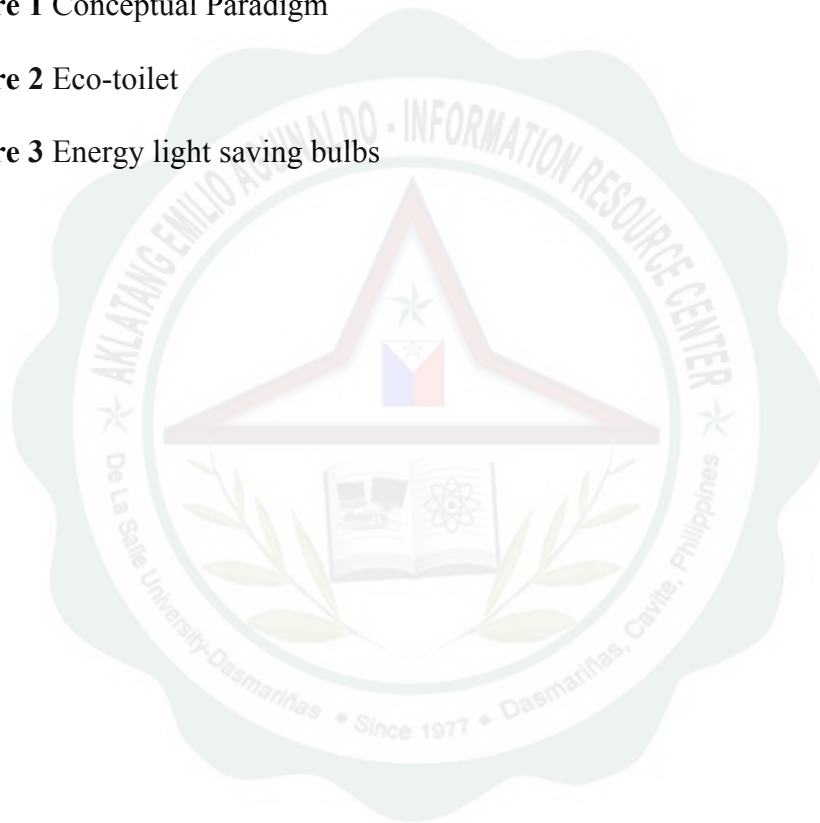 re 1 Conceptual Paradigm
re 2 Eco-toilet
re 3 Energy light saving bulbs
AKLATANG EMILIO AGUINALDO - INFORMATION RESOURCE CENTER
De La Salle University-Dasmariñas • Since 1977 • Dasmariñas, Cavite, Philippines